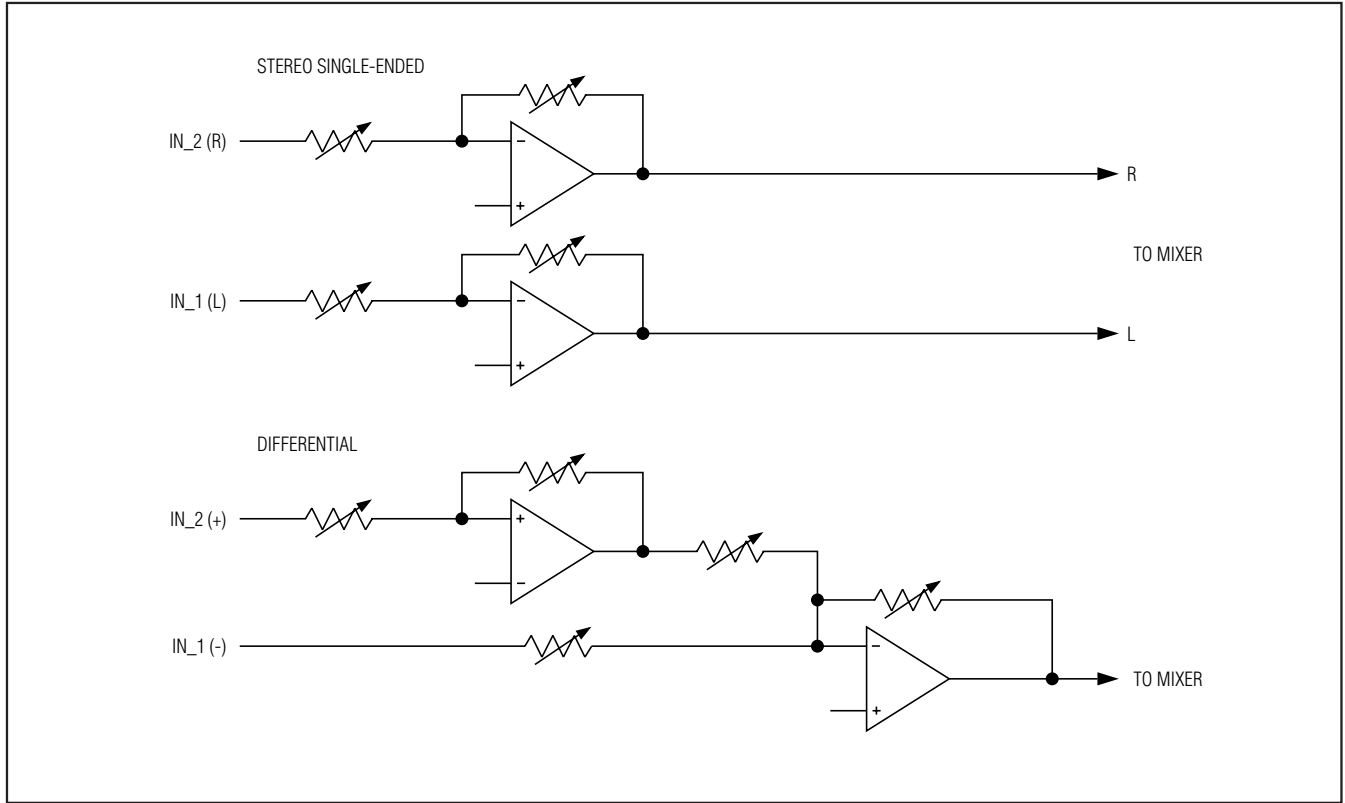 STEREO SINGLE-ENDED
IN_2 (R)
−
+
R
TO MIXER
IN_1 (L)
−
+
L
DIFFERENTIAL
IN_2 (+)
+
−
IN_1 (-)
−
+
TO MIXER